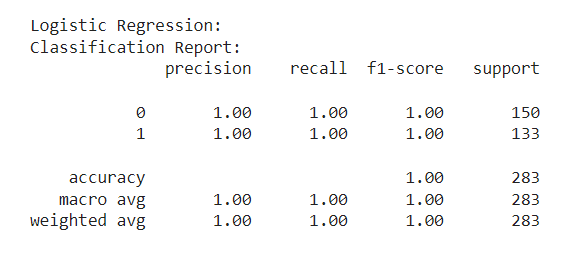 Logistic Regression:
Classification Report:
precision recall f1-score support
0 1.00 1.00 1.00 150
1 1.00 1.00 1.00 133
accuracy 1.00 283
macro avg 1.00 1.00 1.00 283
weighted avg 1.00 1.00 1.00 283